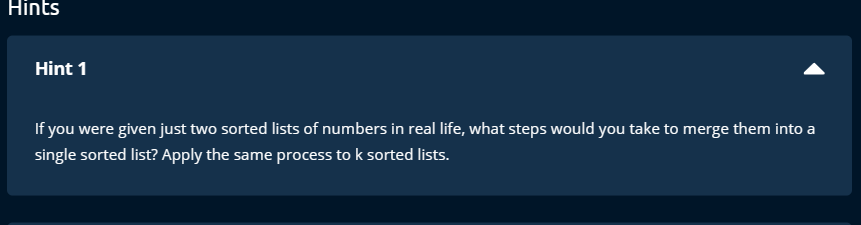 Hints
Hint 1
If you were given just two sorted lists of numbers in real life, what steps would you take to merge them into a
single sorted list? Apply the same process to k sorted lists.